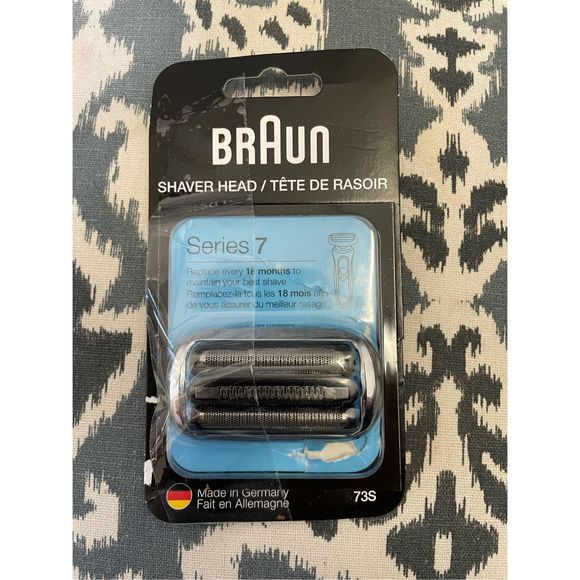 BRAUN
SHAVER HEAD / TÊTE DE RASOIR
Series 7
Replace every 18 months to
maintain your best shave
Remplacez-la tous les 18 mois afin
de vous assurer du meilleur rasage
Made in Germany
Fait en Allemagne
73S